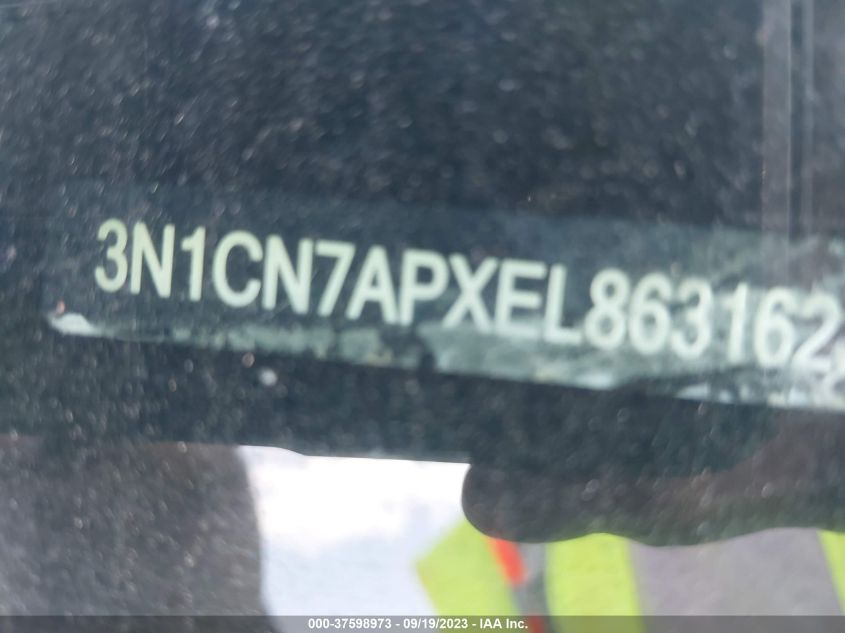 3N1CN7APXEL863162
000-37598973 - 09/19/2023 - IAA Inc.